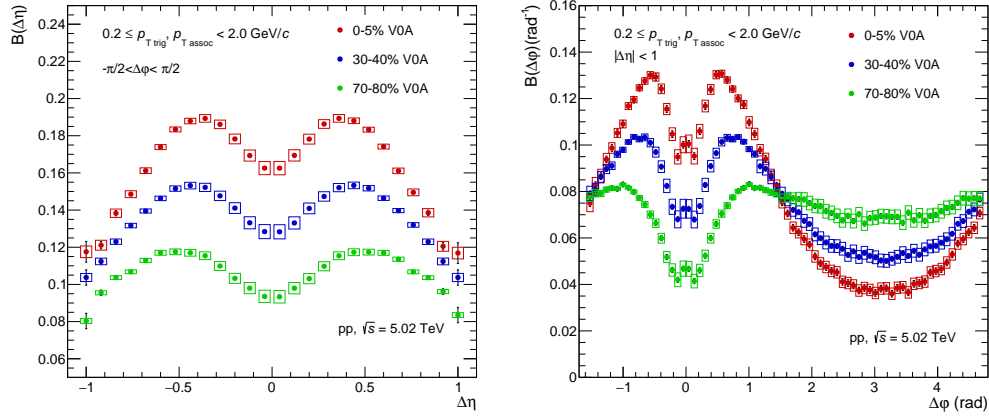 B(Δη)
0.2 ≤ p_T trig, p_T assoc < 2.0 GeV/c
-π/2<Δφ< π/2
0-5% V0A
30-40% V0A
70-80% V0A
0.24
0.22
0.2
0.18
0.16
0.14
0.12
0.1
0.08
0.06
pp, √s = 5.02 TeV
−1 −0.5 0 0.5 1
Δη
B(Δφ)(rad⁻¹)
0.2 ≤ p_T trig, p_T assoc < 2.0 GeV/c
|Δη| < 1
0-5% V0A
30-40% V0A
70-80% V0A
0.16
0.14
0.12
0.1
0.08
0.06
0.04
0.02
0
pp, √s = 5.02 TeV
−1 0 1 2 3 4
Δφ (rad)